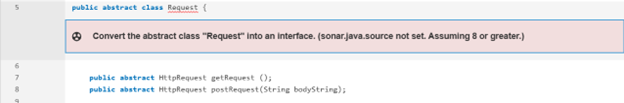 5 public abstract class Request {
Convert the abstract class "Request" into an interface. (sonar.java.source not set. Assuming 8 or greater.)
6
7 public abstract HttpRequest getRequest ();
8 public abstract HttpRequest postRequest(String bodyString);
9